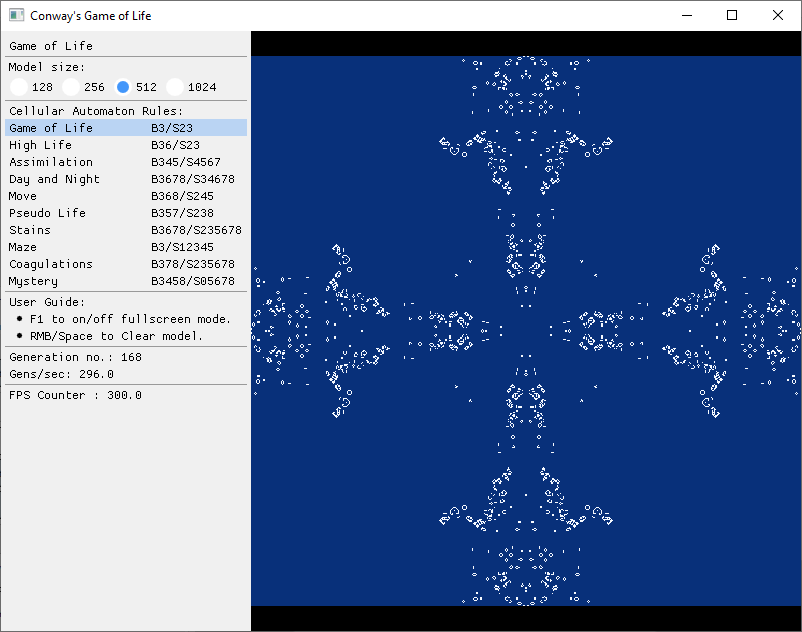 Conway's Game of Life
Game of Life
Model size:
128 256 512 1024
Cellular Automaton Rules:
Game of Life B3/S23
High Life B36/S23
Assimilation B345/S4567
Day and Night B3678/S34678
Move B368/S245
Pseudo Life B357/S238
Stains B3678/S235678
Maze B3/S12345
Coagulations B378/S235678
Mystery B3458/S05678
User Guide:
• F1 to on/off fullscreen mode.
• RMB/Space to Clear model.
Generation no.: 168
Gens/sec: 296.0
FPS Counter : 300.0